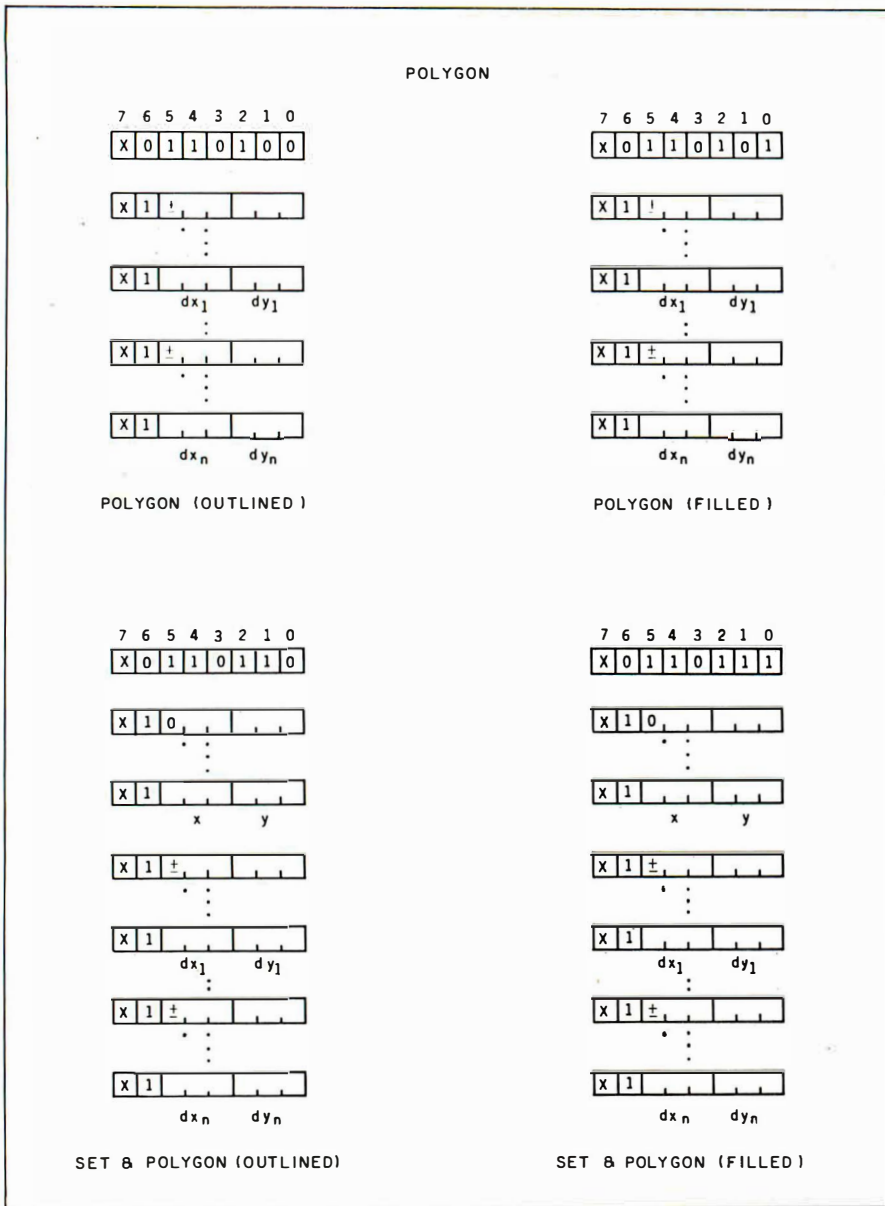 POLYGON
7 6 5 4 3 2 1 0
X 0 1 1 0 1 0 0
X 1 ±
X 1
dx1 dy1
X 1 ±
X 1
dxn dyn
POLYGON (OUTLINED)
7 6 5 4 3 2 1 0
X 0 1 1 0 1 0 1
X 1 ±
X 1
dx1 dy1
X 1 ±
X 1
dxn dyn
POLYGON (FILLED)
7 6 5 4 3 2 1 0
X 0 1 1 0 1 1 0
X 1 0
X 1
x y
X 1 ±
X 1
dx1 dy1
X 1 ±
X 1
dxn dyn
SET & POLYGON (OUTLINED)
7 6 5 4 3 2 1 0
X 0 1 1 0 1 1 1
X 1 0
X 1
x y
X 1 ±
X 1
dx1 dy1
X 1 ±
X 1
dxn dyn
SET & POLYGON (FILLED)